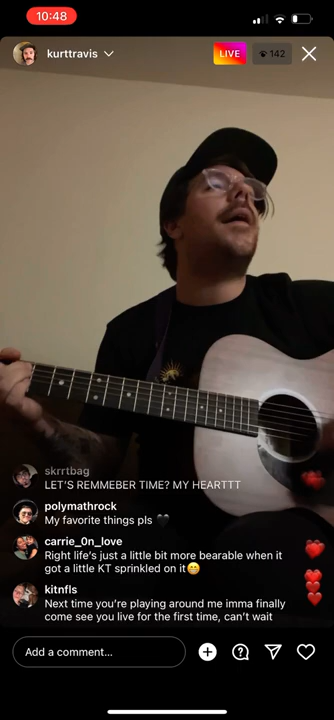 10:48
kurttravis
LIVE
142
skrrtbag
LET'S REMMEBER TIME? MY HEARTTT
polymathrock
My favorite things pls 🖤
carrie_0n_love
Right life's just a little bit more bearable when it
got a little KT sprinkled on it😁
kitnfls
Next time you're playing around me imma finally
come see you live for the first time, can't wait
Add a comment...